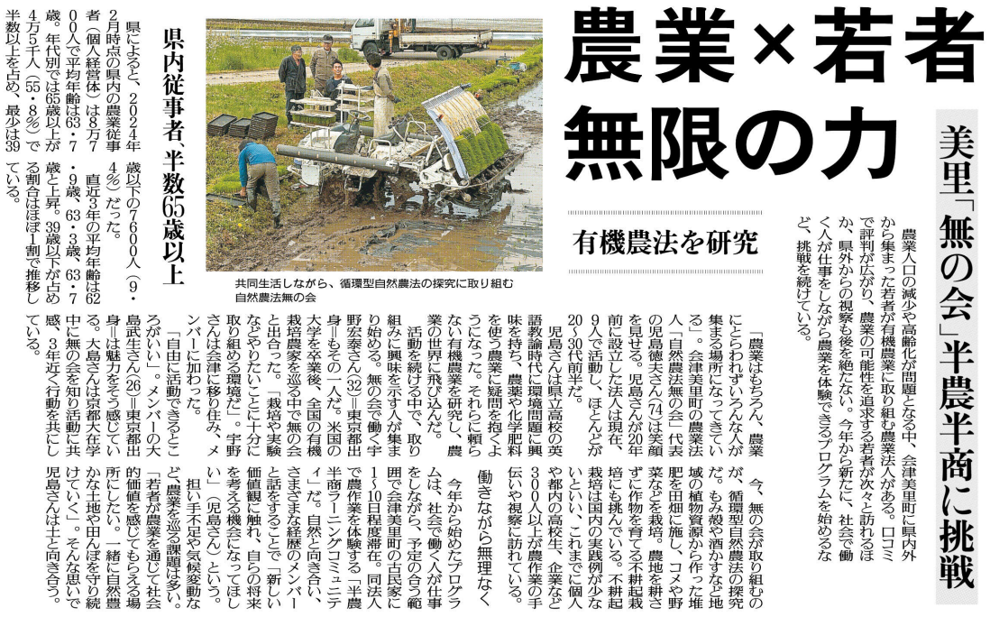 農業×若者
無限の力
美里「無の会」半農半商に挑戦
農業人口の減少や高齢化が問題となる中、会津美里町に県内外
から集まった若者が有機農業に取り組む農業法人がある。口コミ
で評判が広がり、農業の可能性を追求する若者が次々と訪れるほ
か、県外からの視察も後を絶たない。今年から新たに、社会で働
く人が仕事をしながら農業を体験できるプログラムを始めるな
ど、挑戦を続けている。
有機農法を研究
「農業はもちろん、農業
にとらわれずいろんな人が
集まる場所になってきてい
る」。会津美里町の農業法
人「自然農法無の会」代表
の児島徳夫さん(74)は笑顔
を見せる。児島さんが20年
前に設立した法人は現在、
9人で活動し、ほとんどが
20~30代前半だ。
児島さんは県立高校の英
語教諭時代に環境問題に興
味を持ち、農薬や化学肥料
を使う農業に疑問を抱くよ
うになった。それらに頼ら
ない有機農業を研究し、農
業の世界に飛び込んだ。
活動を続ける中で、取り
組みに興味を示す人が集ま
り始める。無の会で働く宇
野宏泰さん(32)=東京都出
身=もその一人だ。米国の
大学を卒業後、全国の有機
栽培農家を巡る中で無の会
と出合った。「栽培や実験
などやりたいことに十分に
取り組める環境だ」。宇野
さんは会津に移り住み、メ
ンバーに加わった。
「自由に活動できるとこ
ろがいい」。メンバーの大
島武生さん(26)=東京都出
身=は魅力をそう感じてい
る。大島さんは京都大在学
中に無の会を知り活動に共
感、3年近く行動を共にし
ている。
今、無の会が取り組むの
が、循環型自然農法の探究
だ。もみ殻や酒かすなど地
域の植物資源から作った堆
肥を田畑に施し、コメや野
菜などを栽培。農地を耕さ
ずに作物を育てる不耕起栽
培にも挑んでいる。不耕起
栽培は国内の実践例が少な
いといい、これまでに個人
や都内の高校生、企業など
300人以上が農作業の手
伝いや視察に訪れている。
働きながら無理なく
今年から始めたプログラ
ムは、社会で働く人が仕事
をしながら、予定の合う範
囲で会津美里町の古民家に
1~10日程度滞在。同法人
で農作業を体験する「半農
半商ラーニングコミュニテ
ィ」だ。自然と向き合い、
さまざまな経歴のメンバー
と話をすることで「新しい
価値観に触れ、自らの将来
を考える機会になってほし
い」(児島さん)という。
担い手不足や気候変動な
ど、農業を巡る課題は多い。
「若者が農業を通じて社会
的価値を感じてもらえる場
所にしたい。一緒に自然豊
かな土地や田んぼを守り続
けていく」。そんな思いで
児島さんは土と向き合う。
共同生活しながら、循環型自然農法の探究に取り組む
自然農法無の会
県内従事者、半数65歳以上
県によると、2024年
2月時点の県内の農業従事
者(個人経営体)は8万7
00人で平均年齢は63・7
歳。年代別では65歳以上が
4万5千人(55・8%)で
半数以上を占め、最少は39
歳以下の7600人(9・
4%)だった。
直近3年の平均年齢は62
・9歳、63・3歳、63・7
歳と上昇。39歳以下が占め
る割合はほぼ1割で推移し
ている。